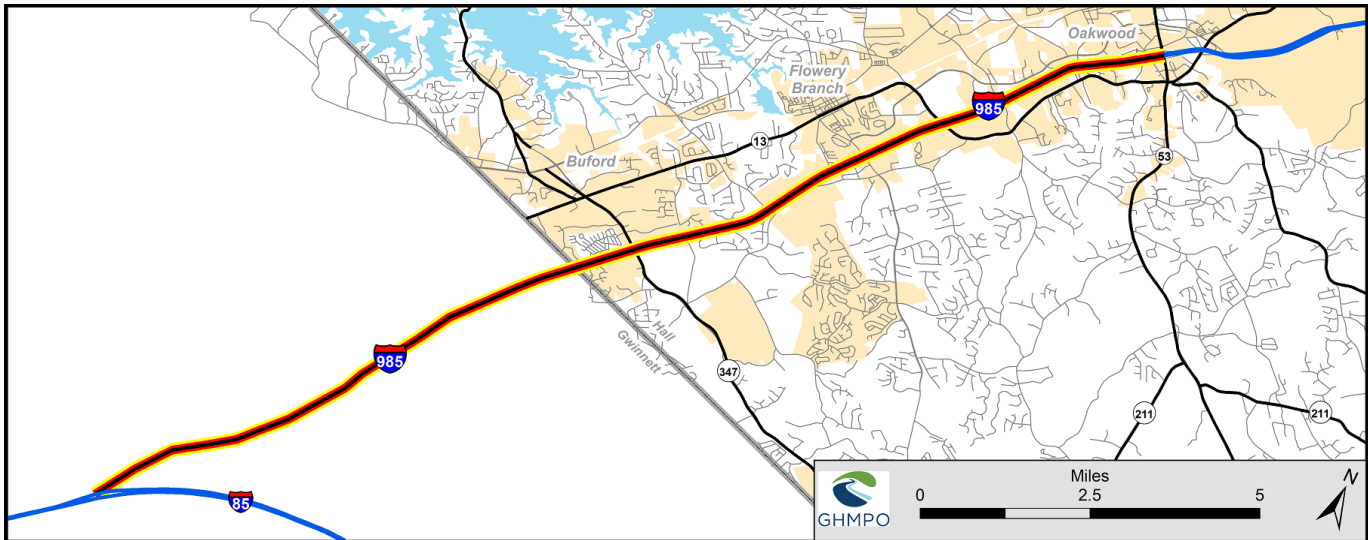 Oakwood
Flowery
Branch
985
13
Buford
53
Hall
Gwinnett
985
347
211
211
85
GHMPO
Miles
0
2.5
5
N